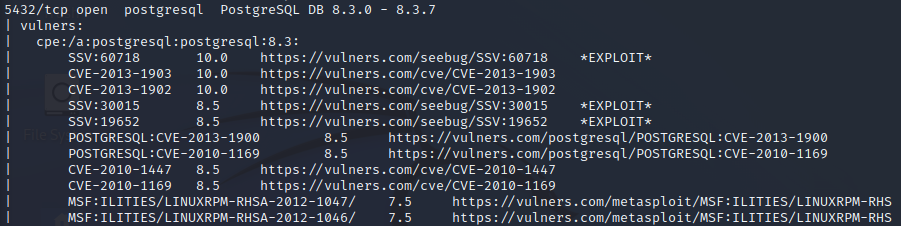 5432/tcp open  postgresql  PostgreSQL DB 8.3.0 - 8.3.7
| vulners:
|   cpe:/a:postgresql:postgresql:8.3:
|       SSV:60718       10.0    https://vulners.com/seebug/SSV:60718    *EXPLOIT*
|       CVE-2013-1903   10.0    https://vulners.com/cve/CVE-2013-1903
|       CVE-2013-1902   10.0    https://vulners.com/cve/CVE-2013-1902
|       SSV:30015       8.5     https://vulners.com/seebug/SSV:30015    *EXPLOIT*
|       SSV:19652       8.5     https://vulners.com/seebug/SSV:19652    *EXPLOIT*
|       POSTGRESQL:CVE-2013-1900        8.5     https://vulners.com/postgresql/POSTGRESQL:CVE-2013-1900
|       POSTGRESQL:CVE-2010-1169        8.5     https://vulners.com/postgresql/POSTGRESQL:CVE-2010-1169
|       CVE-2010-1447   8.5     https://vulners.com/cve/CVE-2010-1447
|       CVE-2010-1169   8.5     https://vulners.com/cve/CVE-2010-1169
|       MSF:ILITIES/LINUXRPM-RHSA-2012-1047/    7.5     https://vulners.com/metasploit/MSF:ILITIES/LINUXRPM-RHS
|       MSF:ILITIES/LINUXRPM-RHSA-2012-1046/    7.5     https://vulners.com/metasploit/MSF:ILITIES/LINUXRPM-RHS